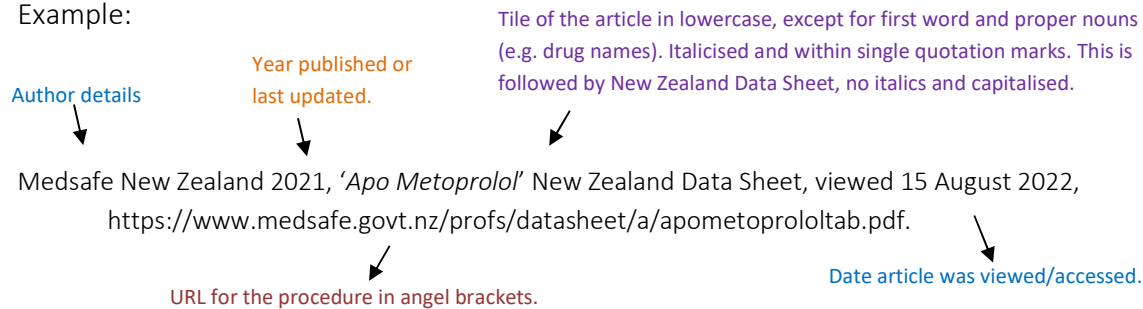 Example:
Tile of the article in lowercase, except for first word and proper nouns
(e.g. drug names). Italicised and within single quotation marks. This is
followed by New Zealand Data Sheet, no italics and capitalised.
Year published or
last updated.
Author details
Medsafe New Zealand 2021, ‘Apo Metoprolol’ New Zealand Data Sheet, viewed 15 August 2022,
https://www.medsafe.govt.nz/profs/datasheet/a/apometoprololtab.pdf.
Date article was viewed/accessed.
URL for the procedure in angel brackets.